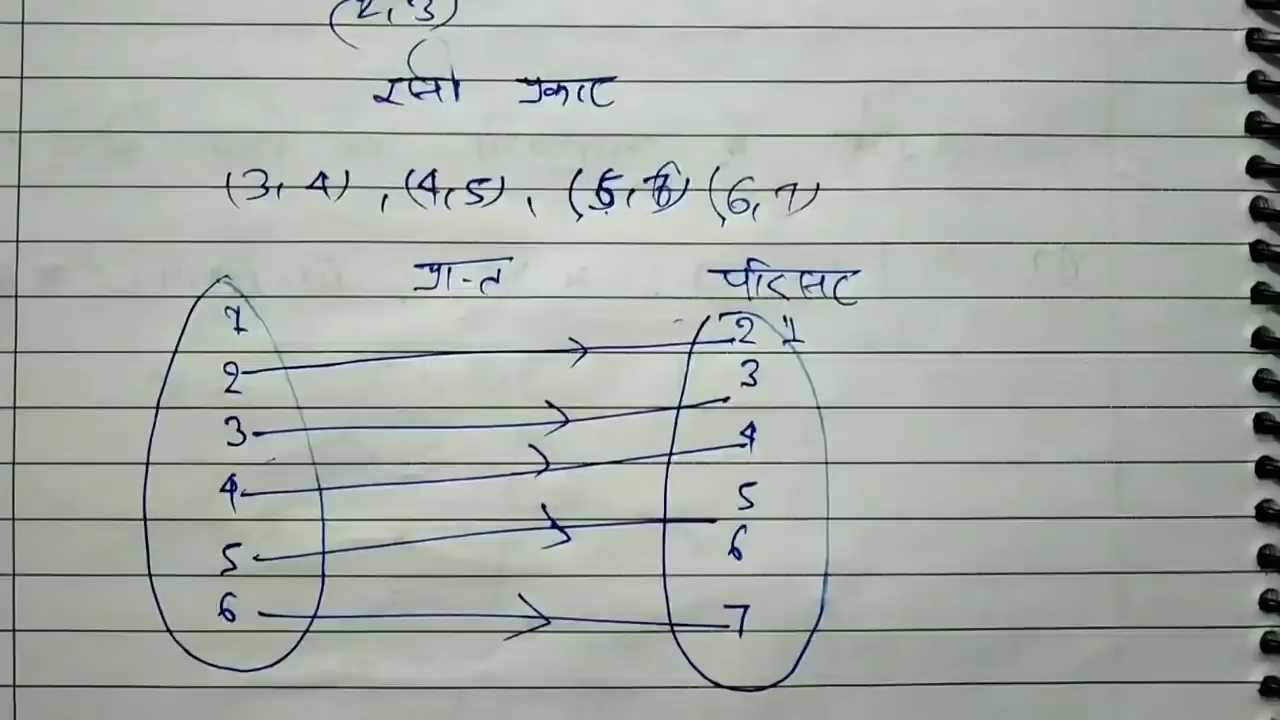 (2, 3)
इसी प्रकार
(3, 4) , (4, 5) , (5, 6) (6, 7)
प्रान्त परिसर
1 2 1
2 3
3 4
4 5
5 6
6 7